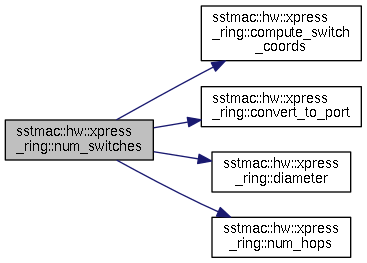 sstmac::hw::xpress
_ring::num_switches
sstmac::hw::xpress
_ring::compute_switch
_coords
sstmac::hw::xpress
_ring::convert_to_port
sstmac::hw::xpress
_ring::diameter
sstmac::hw::xpress
_ring::num_hops